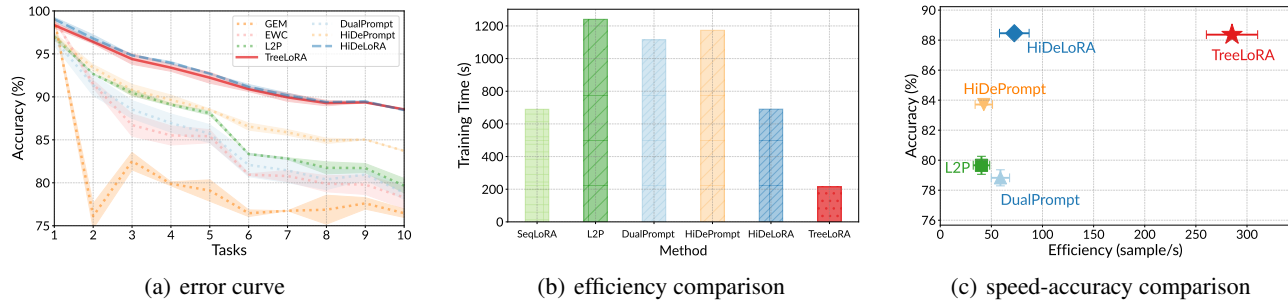 100
95
90
85
80
75
Accuracy (%)
1 2 3 4 5 6 7 8 9 10
Tasks
GEM
EWC
L2P
TreeLoRA
DualPrompt
HiDePrompt
HiDeLoRA
(a) error curve
1200
1000
800
600
400
200
0
Training Time (s)
SeqLoRA L2P DualPrompt HiDePrompt HiDeLoRA TreeLoRA
Method
(b) efficiency comparison
90
88
86
84
82
80
78
76
Accuracy (%)
HiDeLoRA
TreeLoRA
HiDePrompt
L2P
DualPrompt
0 50 100 150 200 250 300
Efficiency (sample/s)
(c) speed-accuracy comparison